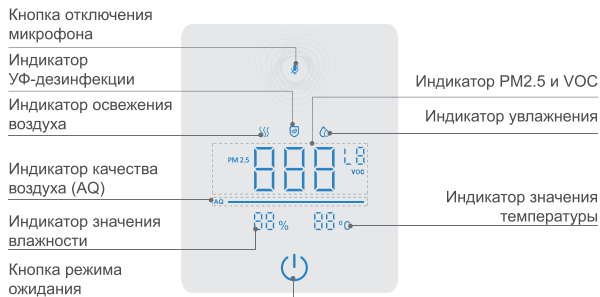 Кнопка отключения
микрофона
Индикатор
УФ-дезинфекции
Индикатор освежения
воздуха
Индикатор качества
воздуха (AQ)
Индикатор значения
влажности
Кнопка режима
ожидания
PM 2.5
888
L8
VOC
AQ
88 %
88 °C
Индикатор PM2.5 и VOC
Индикатор увлажнения
Индикатор значения
температуры